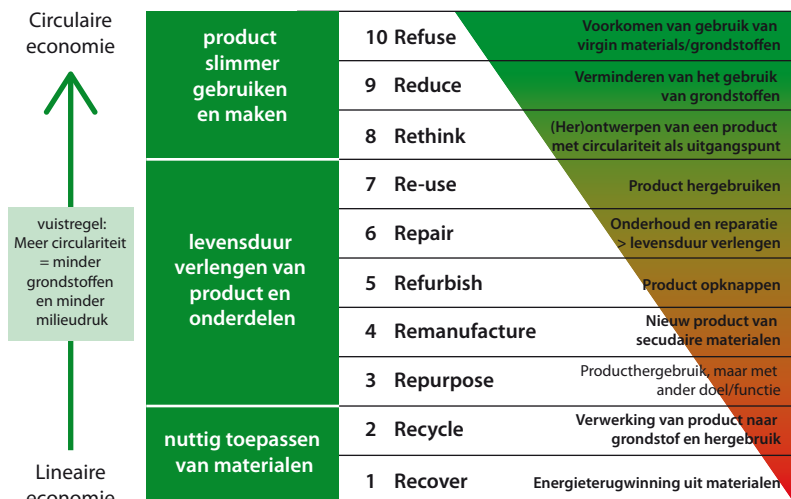 Circulaire
economie
vuistregel:
Meer circulariteit
= minder
grondstoffen
en minder
milieudruk
Lineaire
economie
product
slimmer
gebruiken
en maken
levensduur
verlengen van
product en
onderdelen
nuttig toepassen
van materialen
10 Refuse
Voorkomen van gebruik van
virgin materials/grondstoffen
9 Reduce
Verminderen van het gebruik
van grondstoffen
8 Rethink
(Her)ontwerpen van een product
met circulariteit als uitgangspunt
7 Re-use
Product hergebruiken
6 Repair
Onderhoud en reparatie
> levensduur verlengen
5 Refurbish
Product opknappen
4 Remanufacture
Nieuw product van
secudaire materialen
3 Repurpose
Producthergebruik, maar met
ander doel/functie
2 Recycle
Verwerking van product naar
grondstof en hergebruik
1 Recover
Energieterugwinning uit materialen